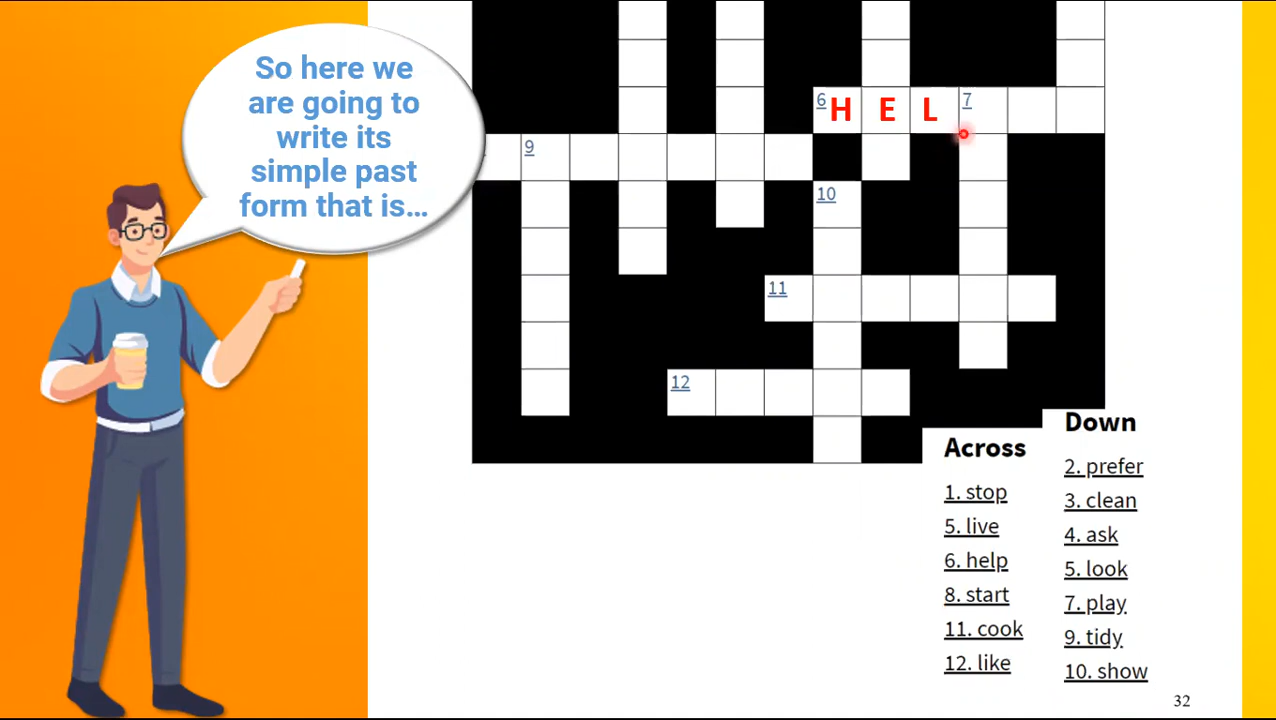 So here we
are going to
write its
simple past
form that is…
6 H E L 7
9
10
11
12
Across
1. stop
5. live
6. help
8. start
11. cook
12. like
Down
2. prefer
3. clean
4. ask
5. look
7. play
9. tidy
10. show
32